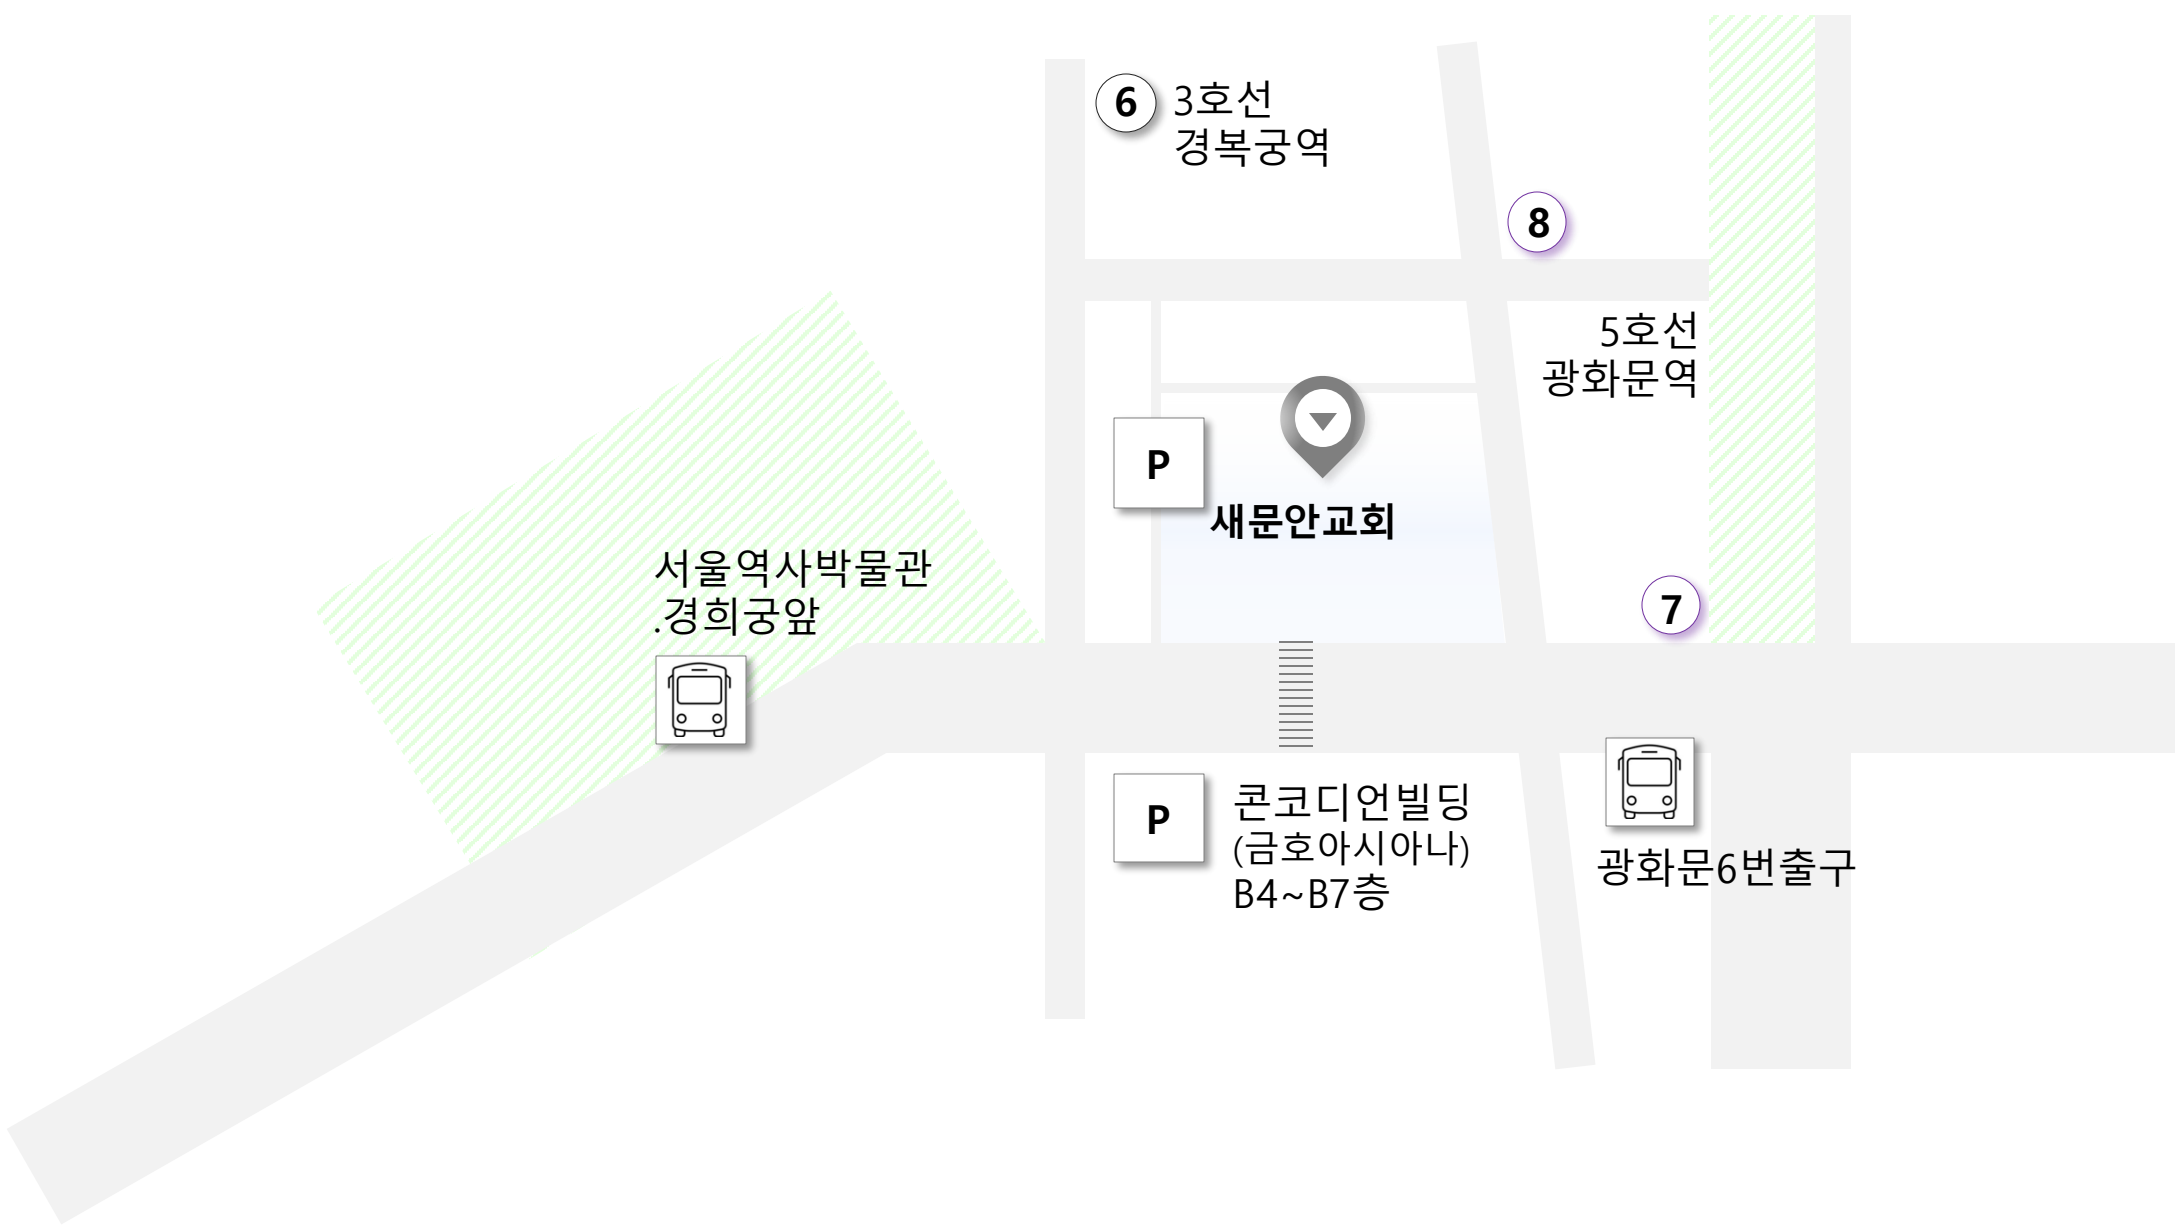 6
3호선
경복궁역
8
5호선
광화문역
P
새문안교회
서울역사박물관
.경희궁앞
7
P
콘코디언빌딩
(금호아시아나)
B4~B7층
광화문6번출구